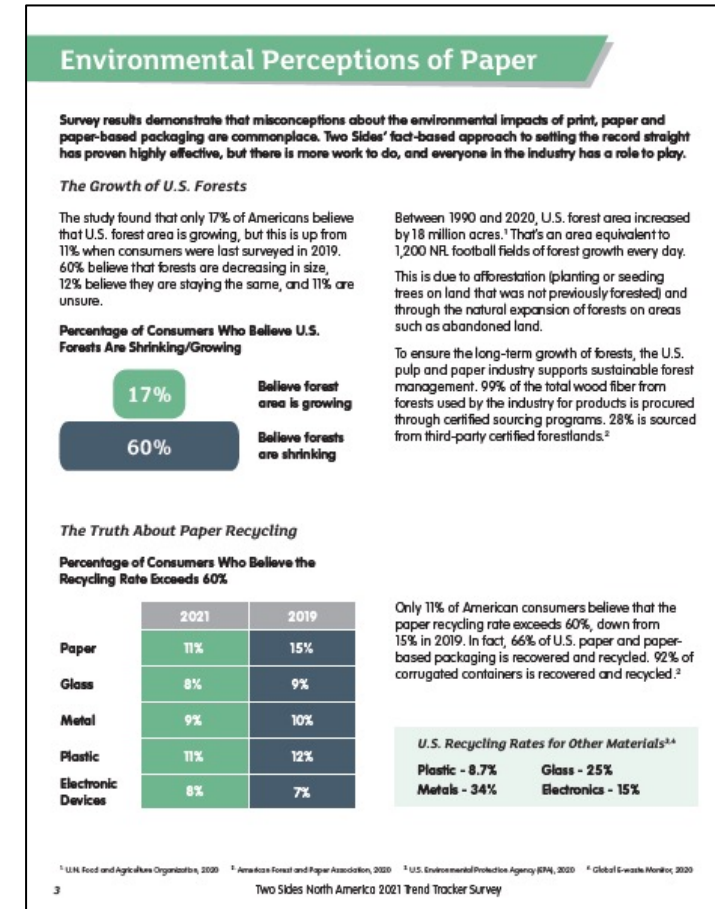 Environmental Perceptions of Paper
Survey results demonstrate that misconceptions about the environmental impacts of print, paper and
paper-based packaging are commonplace. Two Sides' fact-based approach to setting the record straight
has proven highly effective, but there is more work to do, and everyone in the industry has a role to play.
The Growth of U.S. Forests
The study found that only 17% of Americans believe
that U.S. forest area is growing, but this is up from
11% when consumers were last surveyed in 2019.
60% believe that forests are decreasing in size,
12% believe they are staying the same, and 11% are
unsure.
Percentage of Consumers Who Believe U.S.
Forests Are Shrinking/Growing
17%
Believe forest
area is growing
60%
Believe forests
are shrinking
Between 1990 and 2020, U.S. forest area increased
by 18 million acres.¹ That's an area equivalent to
1,200 NFL football fields of forest growth every day.
This is due to afforestation (planting or seeding
trees on land that was not previously forested) and
through the natural expansion of forests on areas
such as abandoned land.
To ensure the long-term growth of forests, the U.S.
pulp and paper industry supports sustainable forest
management. 99% of the total wood fiber from
forests used by the industry for products is procured
through certified sourcing programs. 28% is sourced
from third-party certified forestlands.²
The Truth About Paper Recycling
Percentage of Consumers Who Believe the
Recycling Rate Exceeds 60%
2021 2019
Paper 11% 15%
Glass 8% 9%
Metal 9% 10%
Plastic 11% 12%
Electronic
Devices 8% 7%
Only 11% of American consumers believe that the
paper recycling rate exceeds 60%, down from
15% in 2019. In fact, 66% of U.S. paper and paper-
based packaging is recovered and recycled. 92% of
corrugated containers is recovered and recycled.²
U.S. Recycling Rates for Other Materials³,⁴
Plastic - 8.7% Glass - 25%
Metals - 34% Electronics - 15%
¹ U.N. Food and Agriculture Organization, 2020 ² American Forest and Paper Association, 2020 ³ U.S. Environmental Protection Agency (EPA), 2020 ⁴ Global E-waste Monitor, 2020
3 Two Sides North America 2021 Trend Tracker Survey